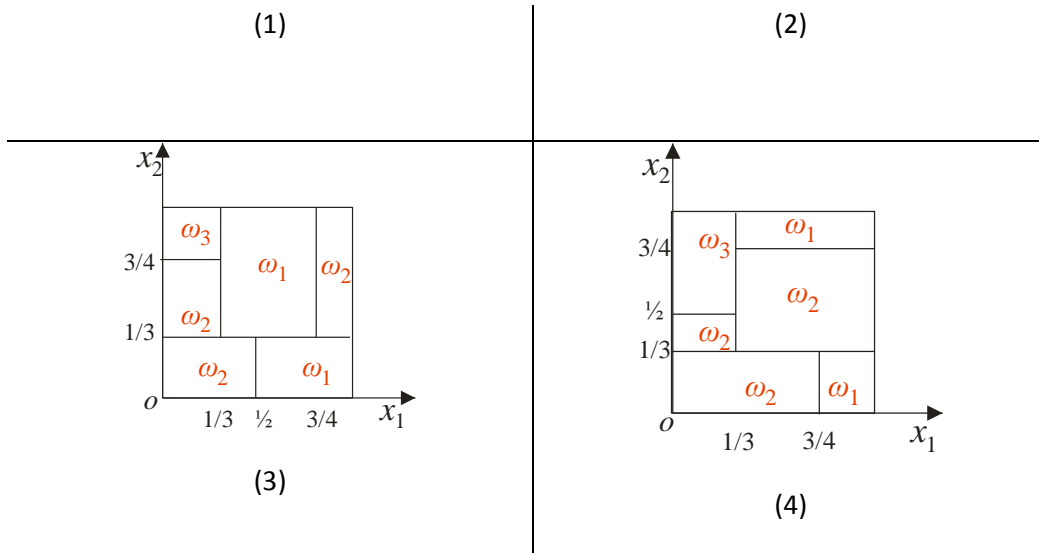 (1)
(2)
x₂
ω₃
3/4
ω₁
ω₂
ω₂
1/3
ω₂
ω₁
o
x₁
1/3 ½ 3/4
(3)
x₂
ω₁
ω₃
3/4
ω₂
½
ω₂
1/3
ω₂
ω₁
o
x₁
1/3 3/4
(4)